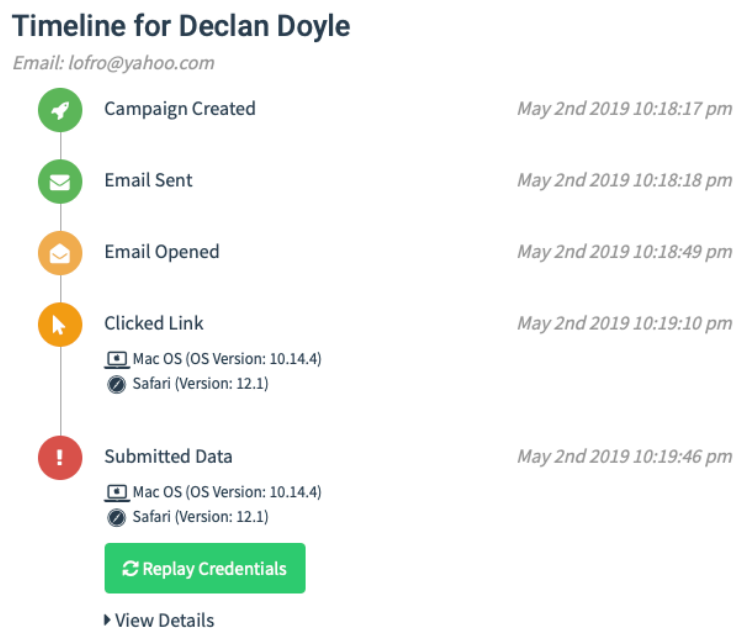 Timeline for Declan Doyle
Email: lofro@yahoo.com
Campaign Created May 2nd 2019 10:18:17 pm
Email Sent May 2nd 2019 10:18:18 pm
Email Opened May 2nd 2019 10:18:49 pm
Clicked Link May 2nd 2019 10:19:10 pm
Mac OS (OS Version: 10.14.4)
Safari (Version: 12.1)
Submitted Data May 2nd 2019 10:19:46 pm
Mac OS (OS Version: 10.14.4)
Safari (Version: 12.1)
Replay Credentials
View Details